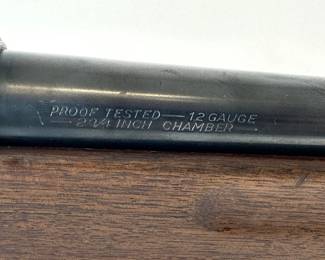 PROOF TESTED — 12 GAUGE
— 2 3/4 INCH CHAMBER —